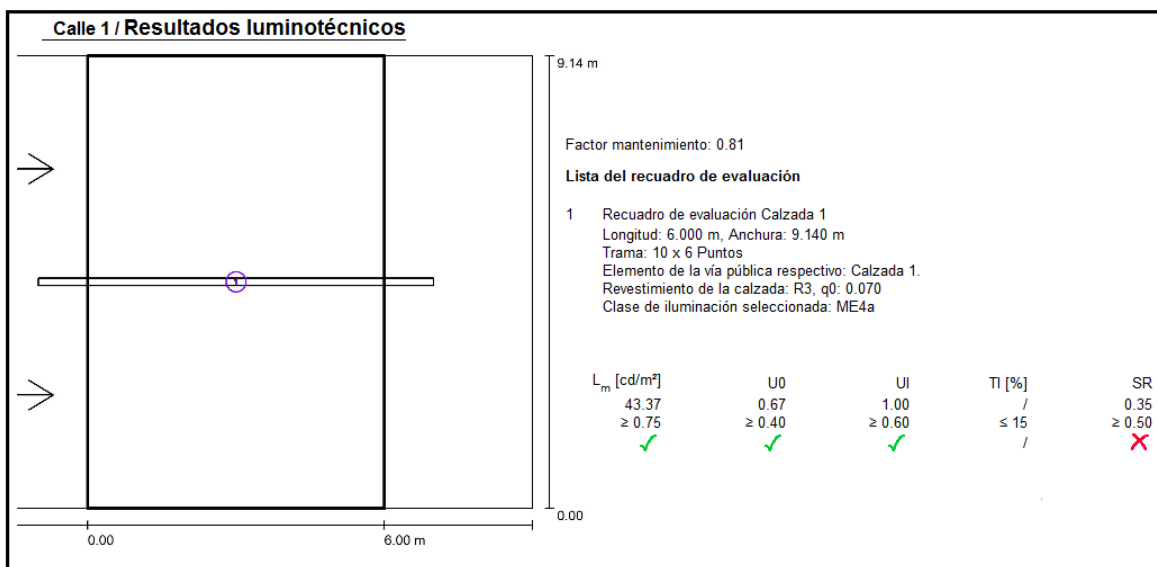 Calle 1 / Resultados luminotécnicos
9.14 m
0.00
0.00 6.00 m
Factor mantenimiento: 0.81
Lista del recuadro de evaluación
1 Recuadro de evaluación Calzada 1
Longitud: 6.000 m, Anchura: 9.140 m
Trama: 10 x 6 Puntos
Elemento de la vía pública respectivo: Calzada 1.
Revestimiento de la calzada: R3, q0: 0.070
Clase de iluminación seleccionada: ME4a
Lm [cd/m²] U0 UI TI [%] SR
43.37 0.67 1.00 / 0.35
≥ 0.75 ≥ 0.40 ≥ 0.60 ≤ 15 ≥ 0.50
✓ ✓ ✓ / ✗